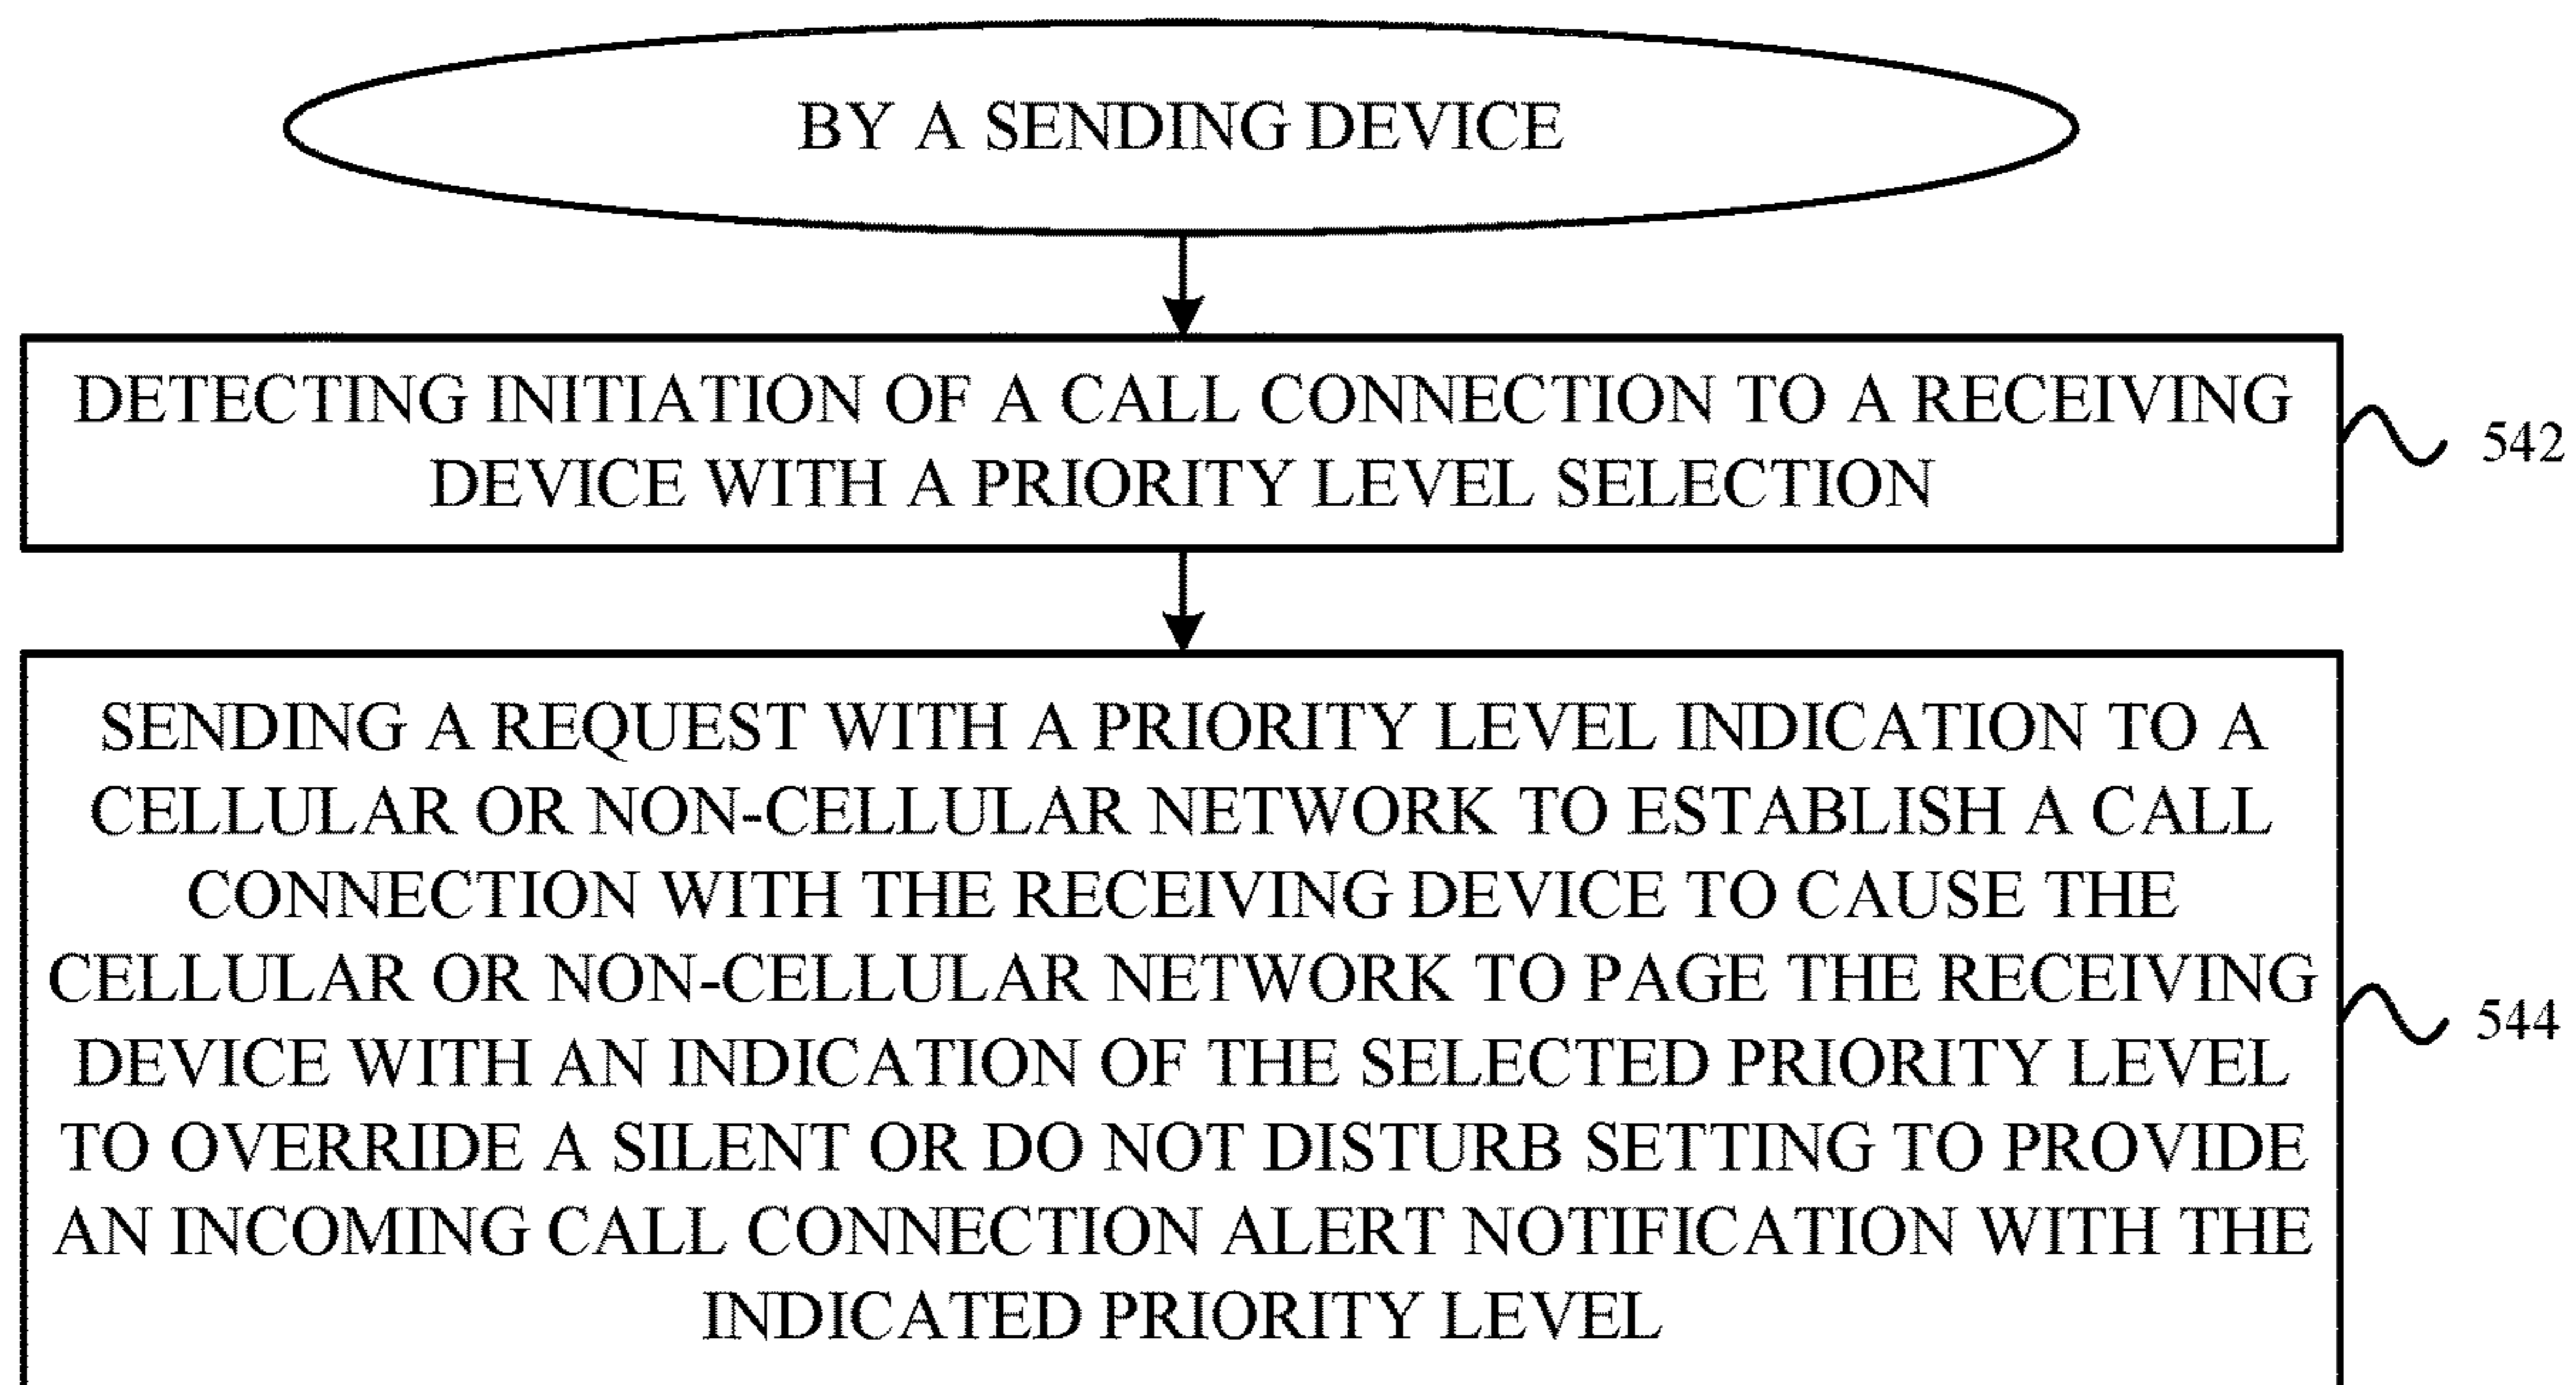 BY A SENDING DEVICE
DETECTING INITIATION OF A CALL CONNECTION TO A RECEIVING
DEVICE WITH A PRIORITY LEVEL SELECTION
542
SENDING A REQUEST WITH A PRIORITY LEVEL INDICATION TO A
CELLULAR OR NON-CELLULAR NETWORK TO ESTABLISH A CALL
CONNECTION WITH THE RECEIVING DEVICE TO CAUSE THE
CELLULAR OR NON-CELLULAR NETWORK TO PAGE THE RECEIVING
DEVICE WITH AN INDICATION OF THE SELECTED PRIORITY LEVEL
TO OVERRIDE A SILENT OR DO NOT DISTURB SETTING TO PROVIDE
AN INCOMING CALL CONNECTION ALERT NOTIFICATION WITH THE
INDICATED PRIORITY LEVEL
544